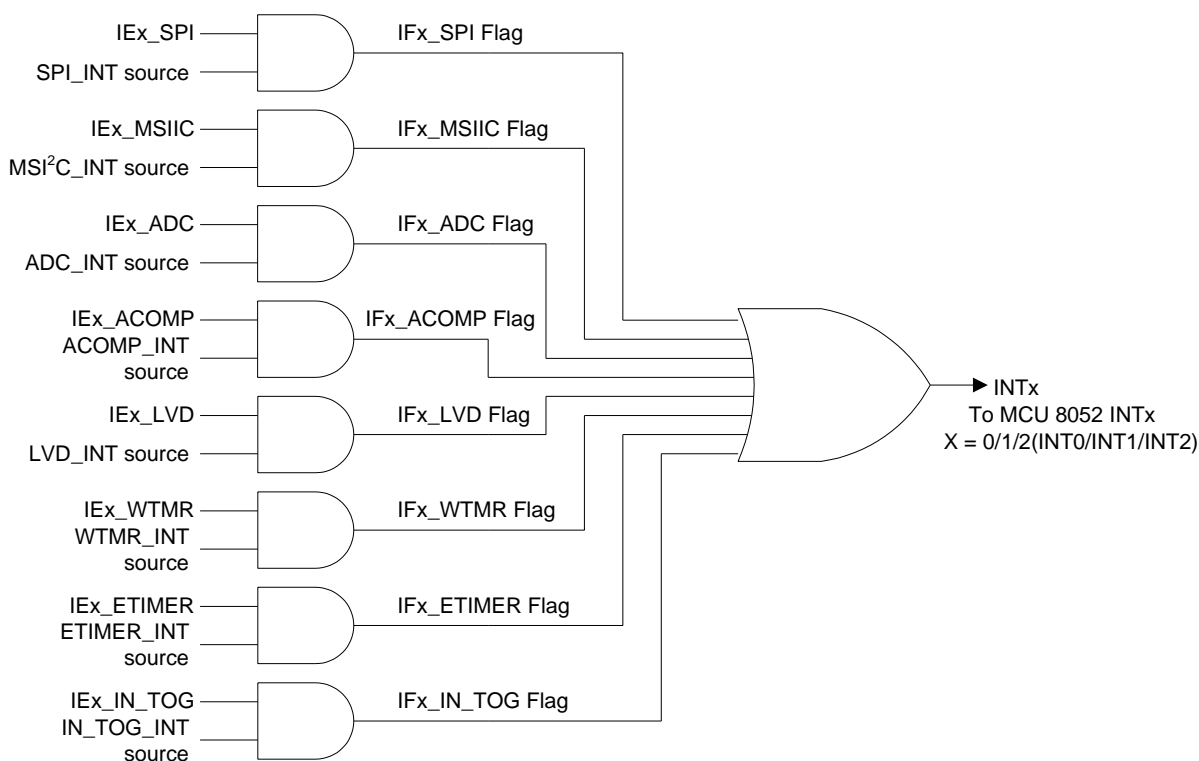 IEx_SPI
SPI_INT source
IFx_SPI Flag
IEx_MSIIC
MSI²C_INT source
IFx_MSIIC Flag
IEx_ADC
ADC_INT source
IFx_ADC Flag
IEx_ACOMP
ACOMP_INT
source
IFx_ACOMP Flag
IEx_LVD
LVD_INT source
IFx_LVD Flag
IEx_WTMR
WTMR_INT
source
IFx_WTMR Flag
IEx_ETIMER
ETIMER_INT
source
IFx_ETIMER Flag
IEx_IN_TOG
IN_TOG_INT
source
IFx_IN_TOG Flag
INTx
To MCU 8052 INTx
X = 0/1/2(INT0/INT1/INT2)